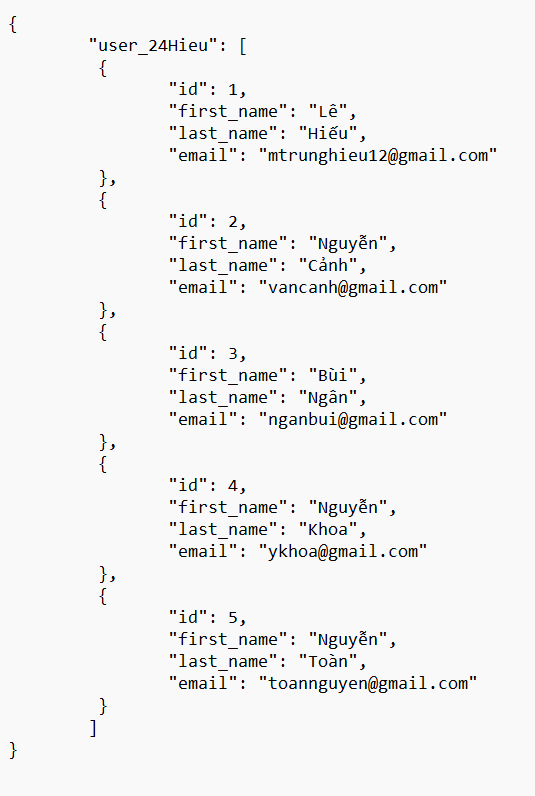 {
"user_24Hieu": [
{
"id": 1,
"first_name": "Lê",
"last_name": "Hiếu",
"email": "mtrunghieu12@gmail.com"
},
{
"id": 2,
"first_name": "Nguyễn",
"last_name": "Cảnh",
"email": "vancanh@gmail.com"
},
{
"id": 3,
"first_name": "Bùi",
"last_name": "Ngân",
"email": "nganbui@gmail.com"
},
{
"id": 4,
"first_name": "Nguyễn",
"last_name": "Khoa",
"email": "ykhoa@gmail.com"
},
{
"id": 5,
"first_name": "Nguyễn",
"last_name": "Toàn",
"email": "toannguyen@gmail.com"
}
]
}